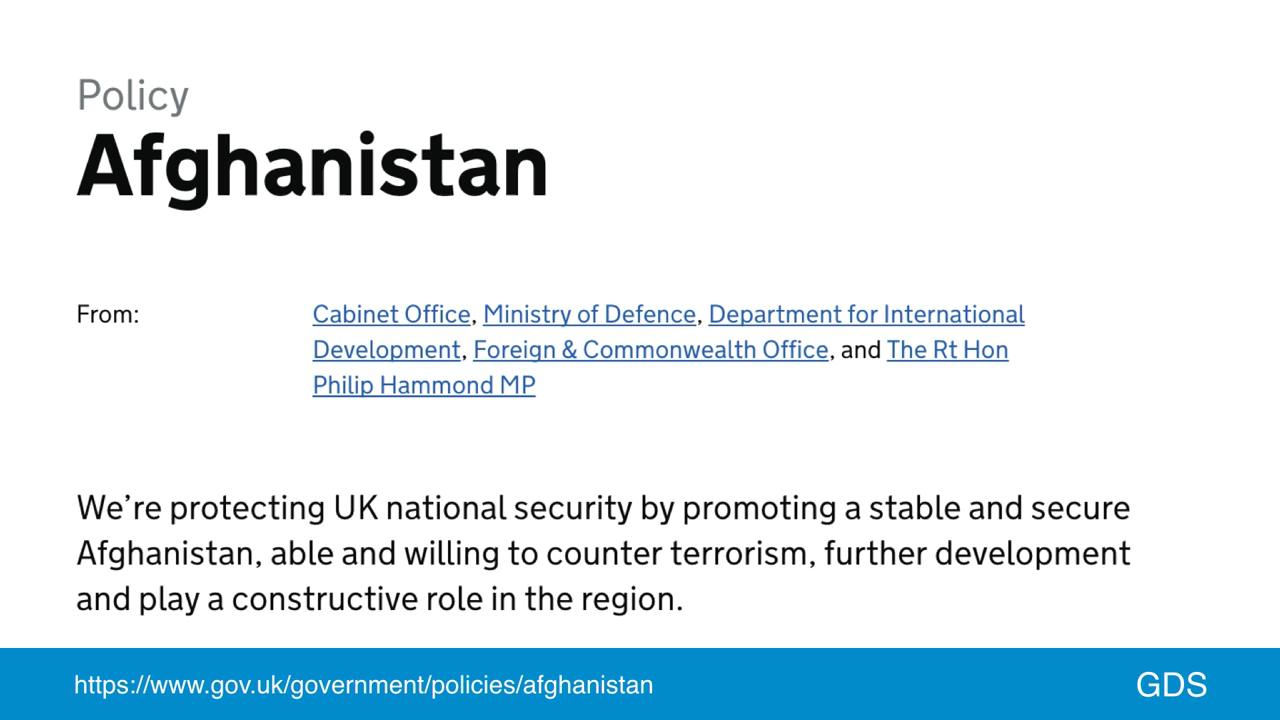 Policy
Afghanistan
From:
Cabinet Office, Ministry of Defence, Department for International
Development, Foreign & Commonwealth Office, and The Rt Hon
Philip Hammond MP
We’re protecting UK national security by promoting a stable and secure
Afghanistan, able and willing to counter terrorism, further development
and play a constructive role in the region.
https://www.gov.uk/government/policies/afghanistan
GDS